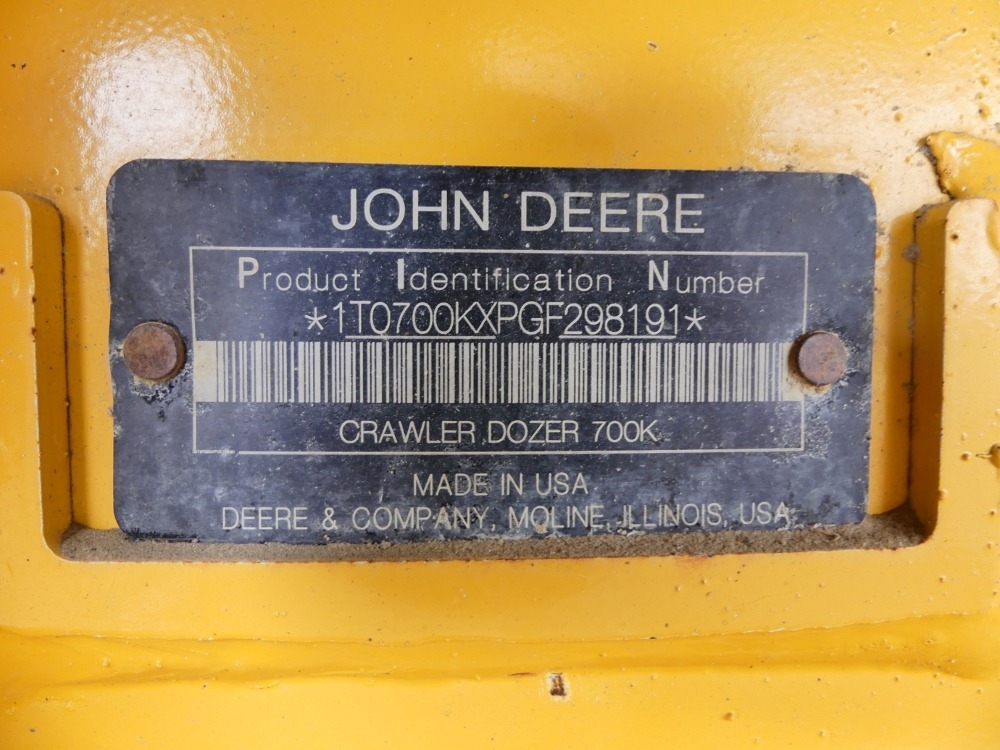 JOHN DEERE
Product Identification Number
*1T0700KXPGF298191*
CRAWLER DOZER 700K
MADE IN USA
DEERE & COMPANY, MOLINE, ILLINOIS, USA